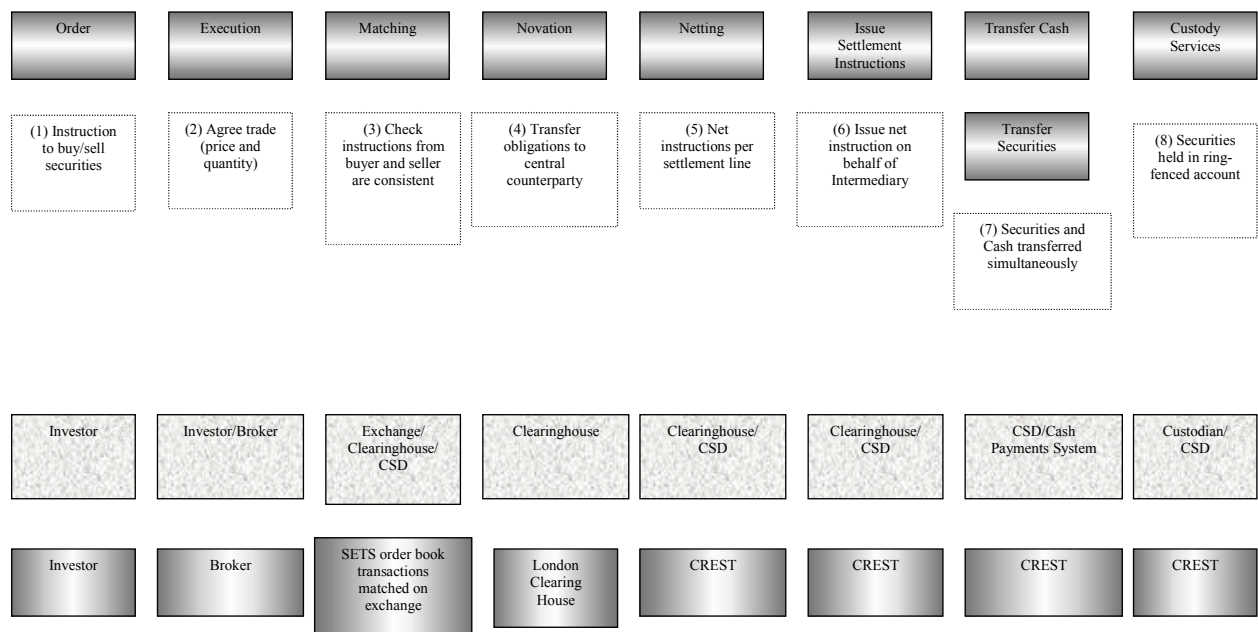 Order
Execution
Matching
Novation
Netting
Issue
Settlement
Instructions
Transfer Cash
Custody
Services
(1) Instruction
to buy/sell
securities
(2) Agree trade
(price and
quantity)
(3) Check
instructions from
buyer and seller
are consistent
(4) Transfer
obligations to
central
counterparty
(5) Net
instructions per
settlement line
(6) Issue net
instruction on
behalf of
Intermediary
Transfer
Securities
(7) Securities and
Cash transferred
simultaneously
(8) Securities
held in ring-
fenced account
Investor
Investor/Broker
Exchange/
Clearinghouse/
CSD
Clearinghouse
Clearinghouse/
CSD
Clearinghouse/
CSD
CSD/Cash
Payments System
Custodian/
CSD
Investor
Broker
SETS order book
transactions
matched on
exchange
London
Clearing
House
CREST
CREST
CREST
CREST